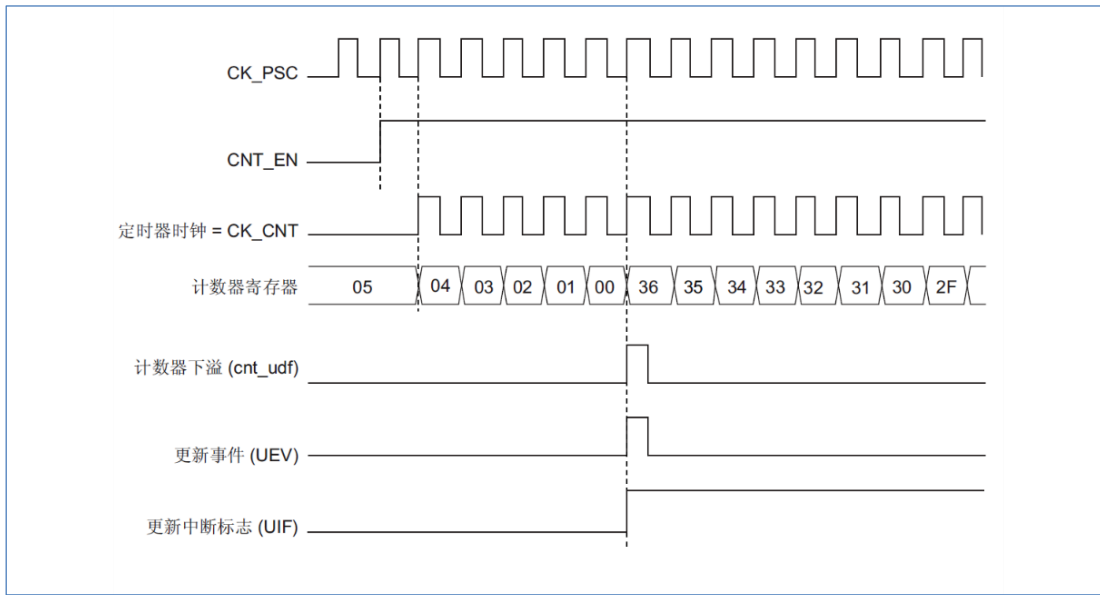 CK_PSC
CNT_EN
定时器时钟 = CK_CNT
计数器寄存器 05 04 03 02 01 00 36 35 34 33 32 31 30 2F
计数器下溢 (cnt_udf)
更新事件 (UEV)
更新中断标志 (UIF)